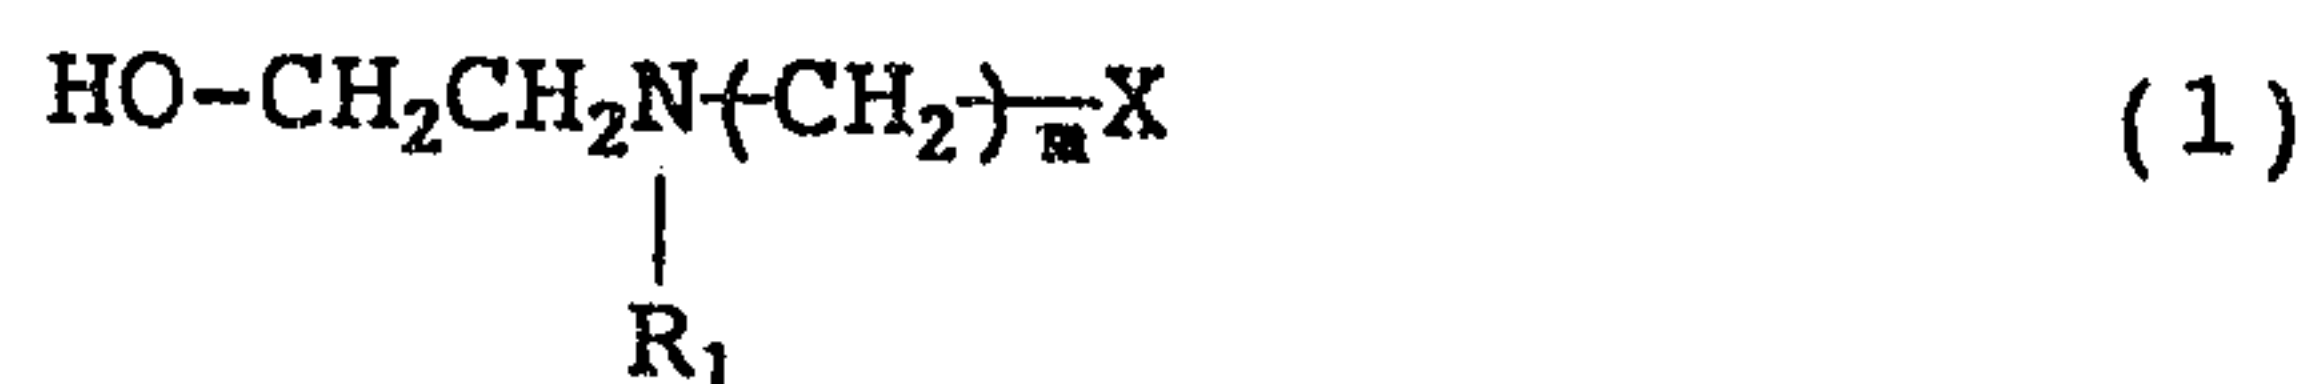 HO-CH₂CH₂N-(-CH₂-)-ₘX (1)
R₁